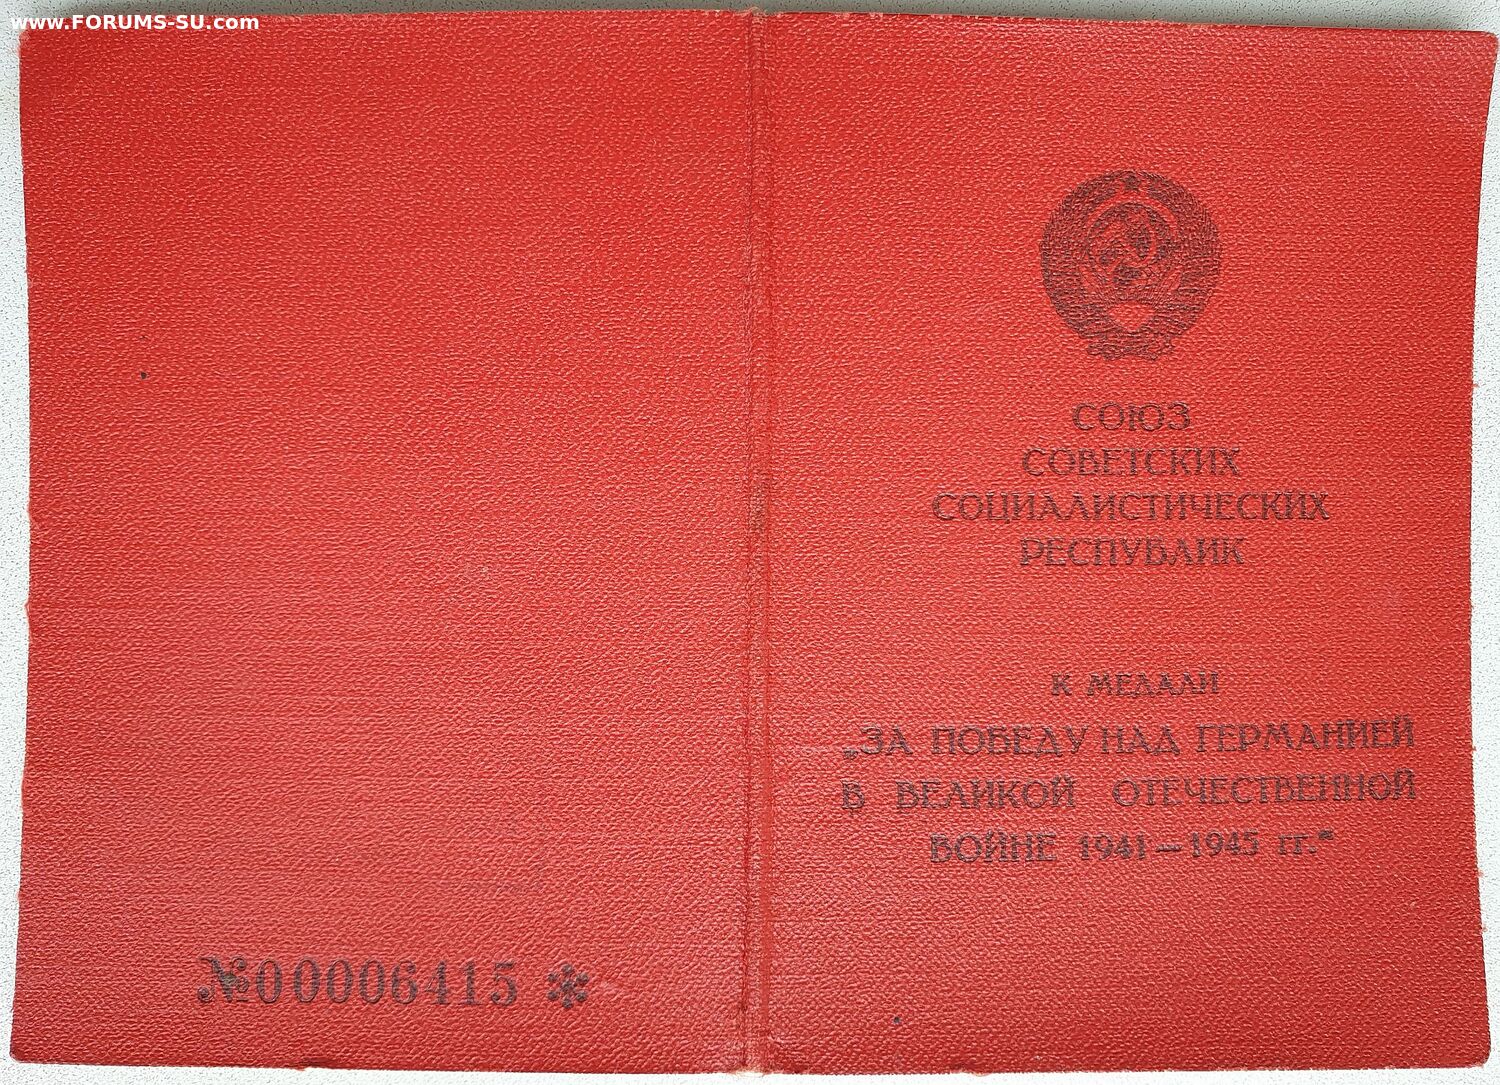 www.FORUMS-SU.com
СОЮЗ
СОВЕТСКИХ
СОЦИАЛИСТИЧЕСКИХ
РЕСПУБЛИК
К МЕДАЛИ
„ЗА ПОБЕДУ НАД ГЕРМАНИЕЙ
В ВЕЛИКОЙ ОТЕЧЕСТВЕННОЙ
ВОЙНЕ 1941—1945 гг.“
№00006415 *